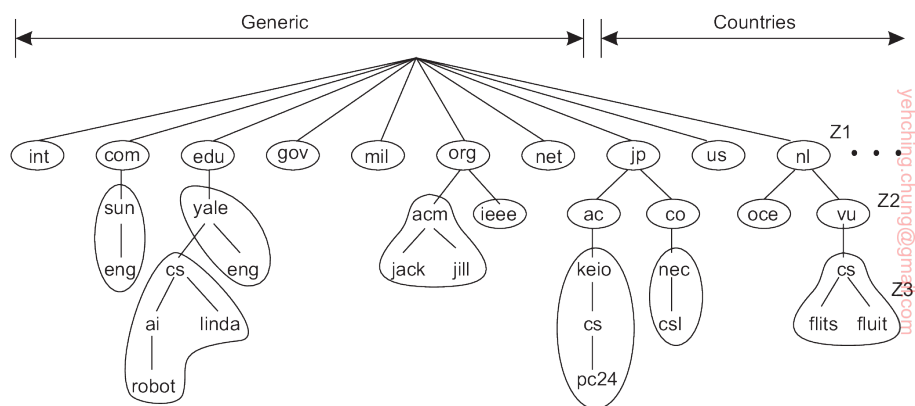 Generic Countries
int com edu gov mil org net jp us nl Z1 • • •
sun yale acm ieee ac co oce vu Z2
eng cs eng jack jill keio nec cs
ai linda cs csl flits fluit Z3
robot pc24
yehching.chung@gmail.com